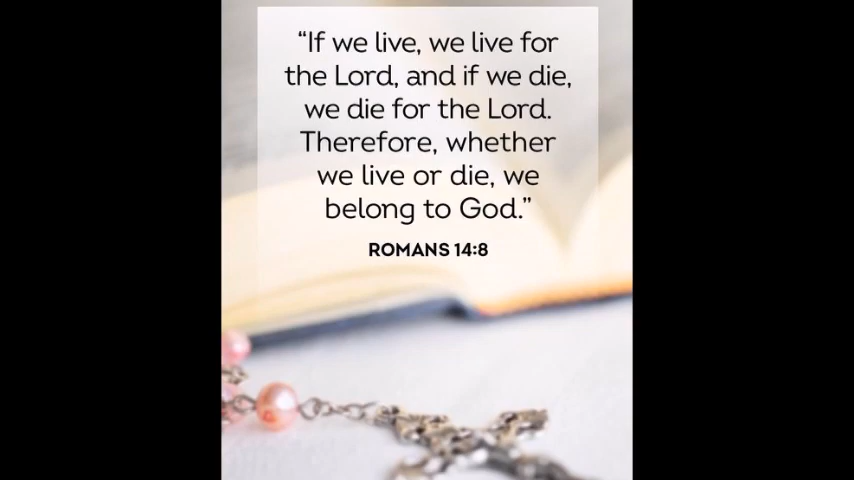 “If we live, we live for
the Lord, and if we die,
we die for the Lord.
Therefore, whether
we live or die, we
belong to God.”
ROMANS 14:8